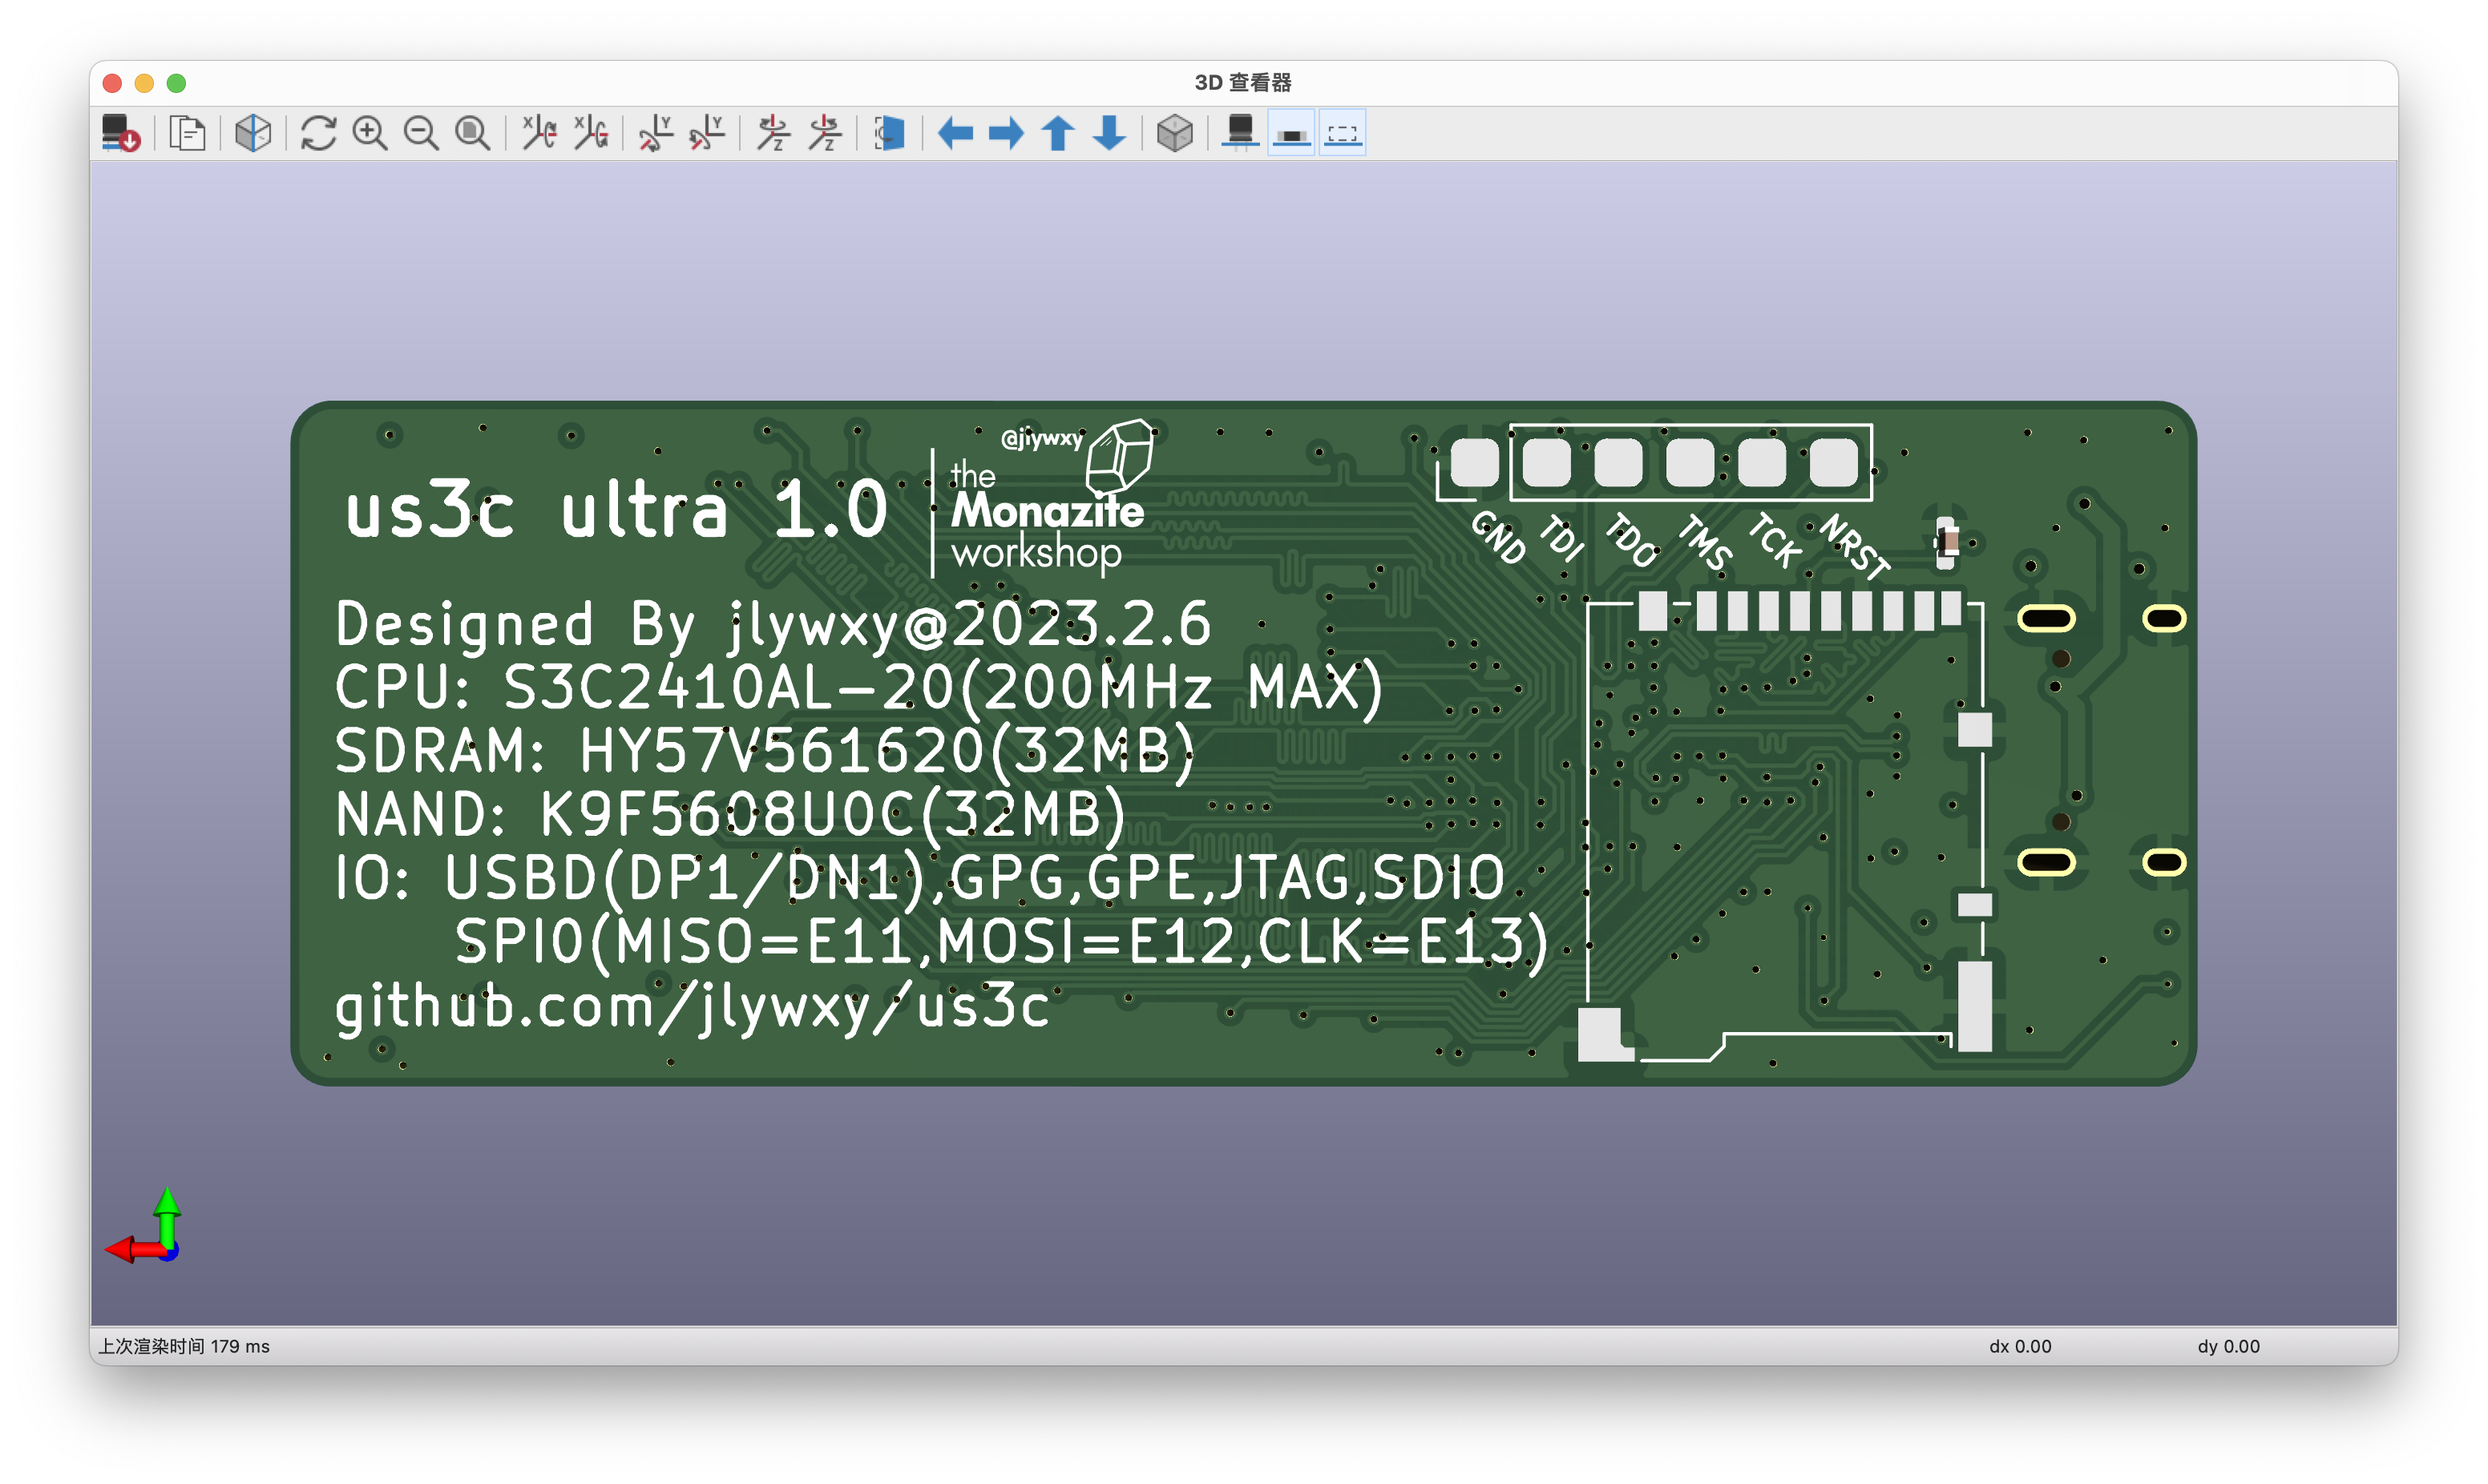 3D 查看器
us3c ultra 1.0
@jlywxy
the
Monazite
workshop
GND TDI TDO TMS TCK NRST
Designed By jlywxy@2023.2.6
CPU: S3C2410AL-20(200MHz MAX)
SDRAM: HY57V561620(32MB)
NAND: K9F5608U0C(32MB)
IO: USBD(DP1/DN1),GPG,GPE,JTAG,SDIO
SPI0(MISO=E11,MOSI=E12,CLK=E13)
github.com/jlywxy/us3c
上次渲染时间 179 ms
dx 0.00
dy 0.00